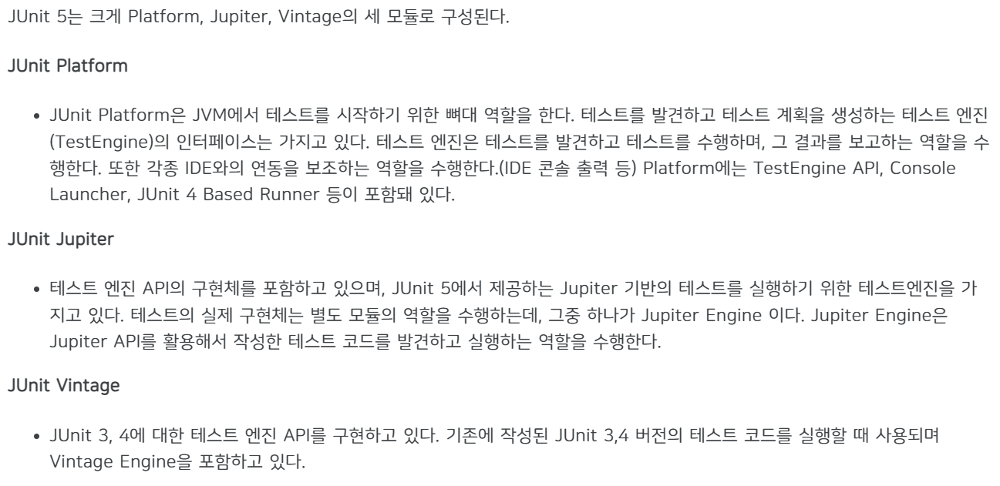 JUnit 5는 크게 Platform, Jupiter, Vintage의 세 모듈로 구성된다.
JUnit Platform
• JUnit Platform은 JVM에서 테스트를 시작하기 위한 뼈대 역할을 한다. 테스트를 발견하고 테스트 계획을 생성하는 테스트 엔진
(TestEngine)의 인터페이스는 가지고 있다. 테스트 엔진은 테스트를 발견하고 테스트를 수행하며, 그 결과를 보고하는 역할을 수
행한다. 또한 각종 IDE와의 연동을 보조하는 역할을 수행한다.(IDE 콘솔 출력 등) Platform에는 TestEngine API, Console
Launcher, JUnit 4 Based Runner 등이 포함돼 있다.
JUnit Jupiter
• 테스트 엔진 API의 구현체를 포함하고 있으며, JUnit 5에서 제공하는 Jupiter 기반의 테스트를 실행하기 위한 테스트엔진을 가
지고 있다. 테스트의 실제 구현체는 별도 모듈의 역할을 수행하는데, 그중 하나가 Jupiter Engine 이다. Jupiter Engine은
Jupiter API를 활용해서 작성한 테스트 코드를 발견하고 실행하는 역할을 수행한다.
JUnit Vintage
• JUnit 3, 4에 대한 테스트 엔진 API를 구현하고 있다. 기존에 작성된 JUnit 3,4 버전의 테스트 코드를 실행할 때 사용되며
Vintage Engine을 포함하고 있다.